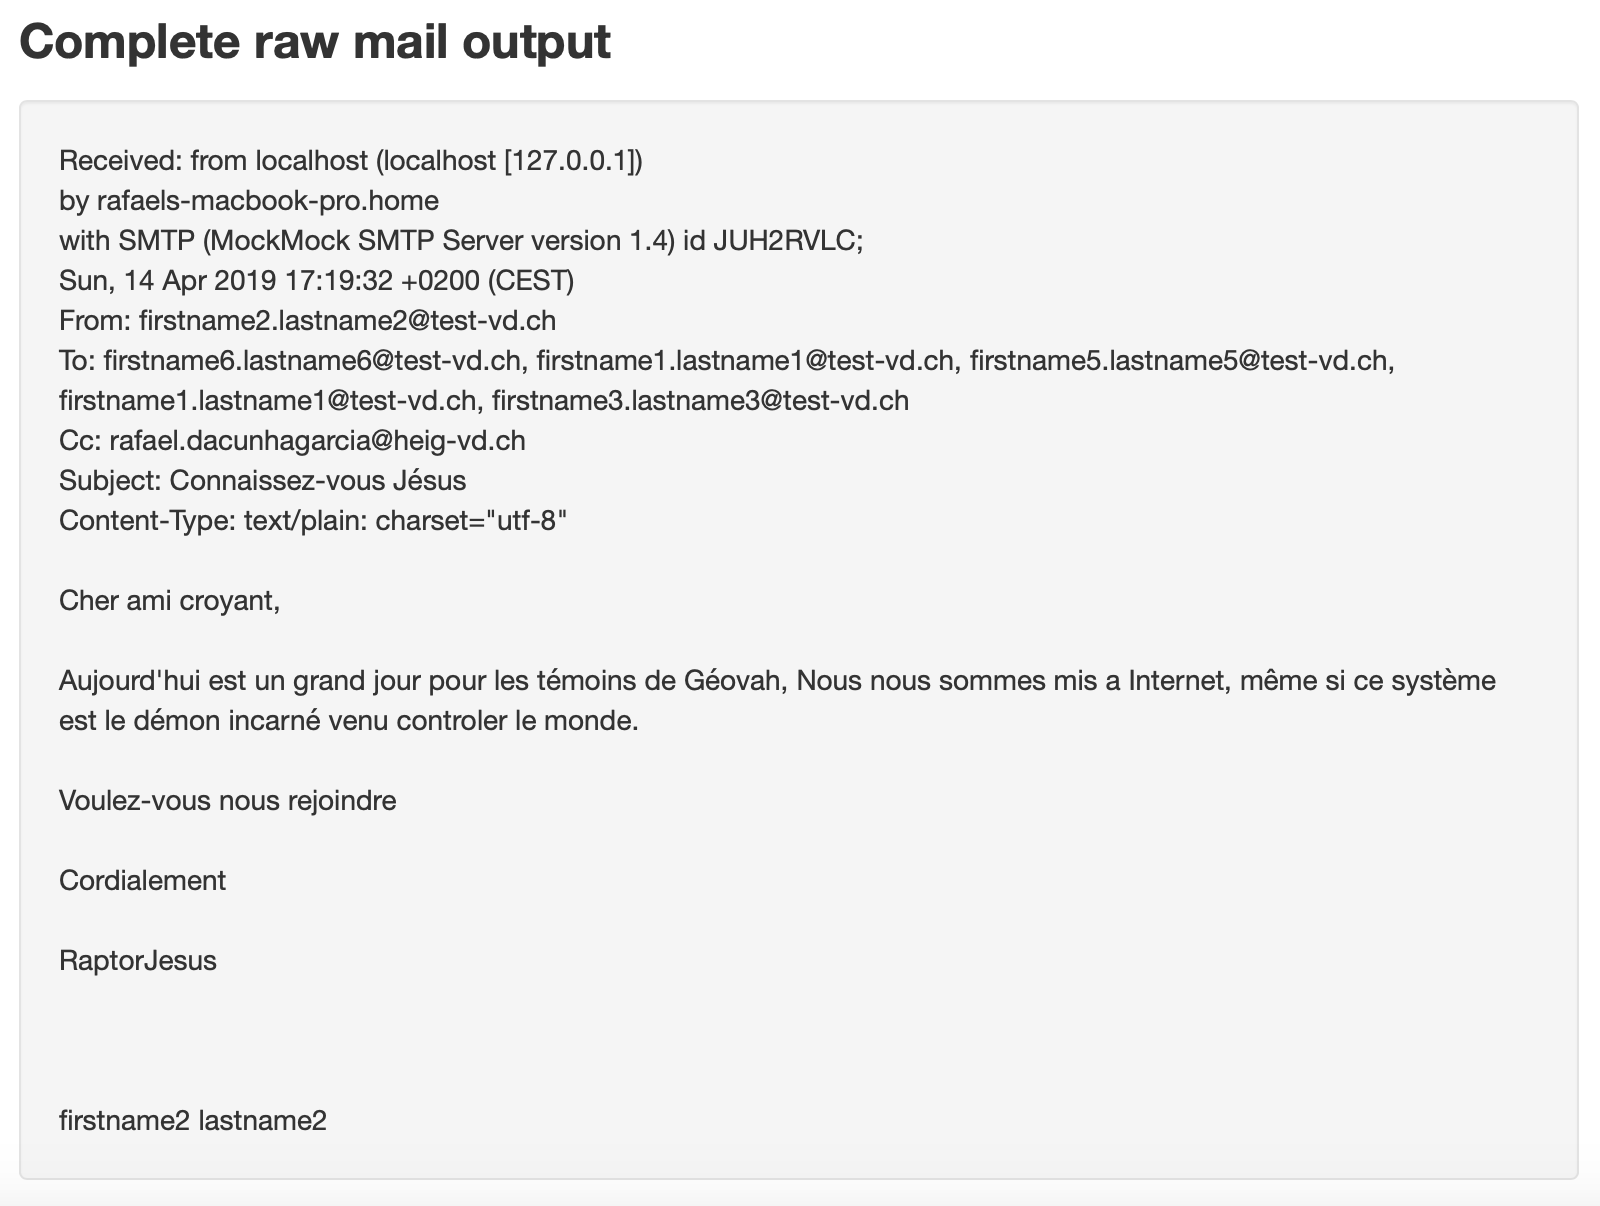 Complete raw mail output
Received: from localhost (localhost [127.0.0.1])
by rafaels-macbook-pro.home
with SMTP (MockMock SMTP Server version 1.4) id JUH2RVLC;
Sun, 14 Apr 2019 17:19:32 +0200 (CEST)
From: firstname2.lastname2@test-vd.ch
To: firstname6.lastname6@test-vd.ch, firstname1.lastname1@test-vd.ch, firstname5.lastname5@test-vd.ch,
firstname1.lastname1@test-vd.ch, firstname3.lastname3@test-vd.ch
Cc: rafael.dacunhagarcia@heig-vd.ch
Subject: Connaissez-vous Jésus
Content-Type: text/plain: charset="utf-8"
Cher ami croyant,
Aujourd'hui est un grand jour pour les témoins de Géovah, Nous nous sommes mis a Internet, même si ce système
est le démon incarné venu controler le monde.
Voulez-vous nous rejoindre
Cordialement
RaptorJesus
firstname2 lastname2